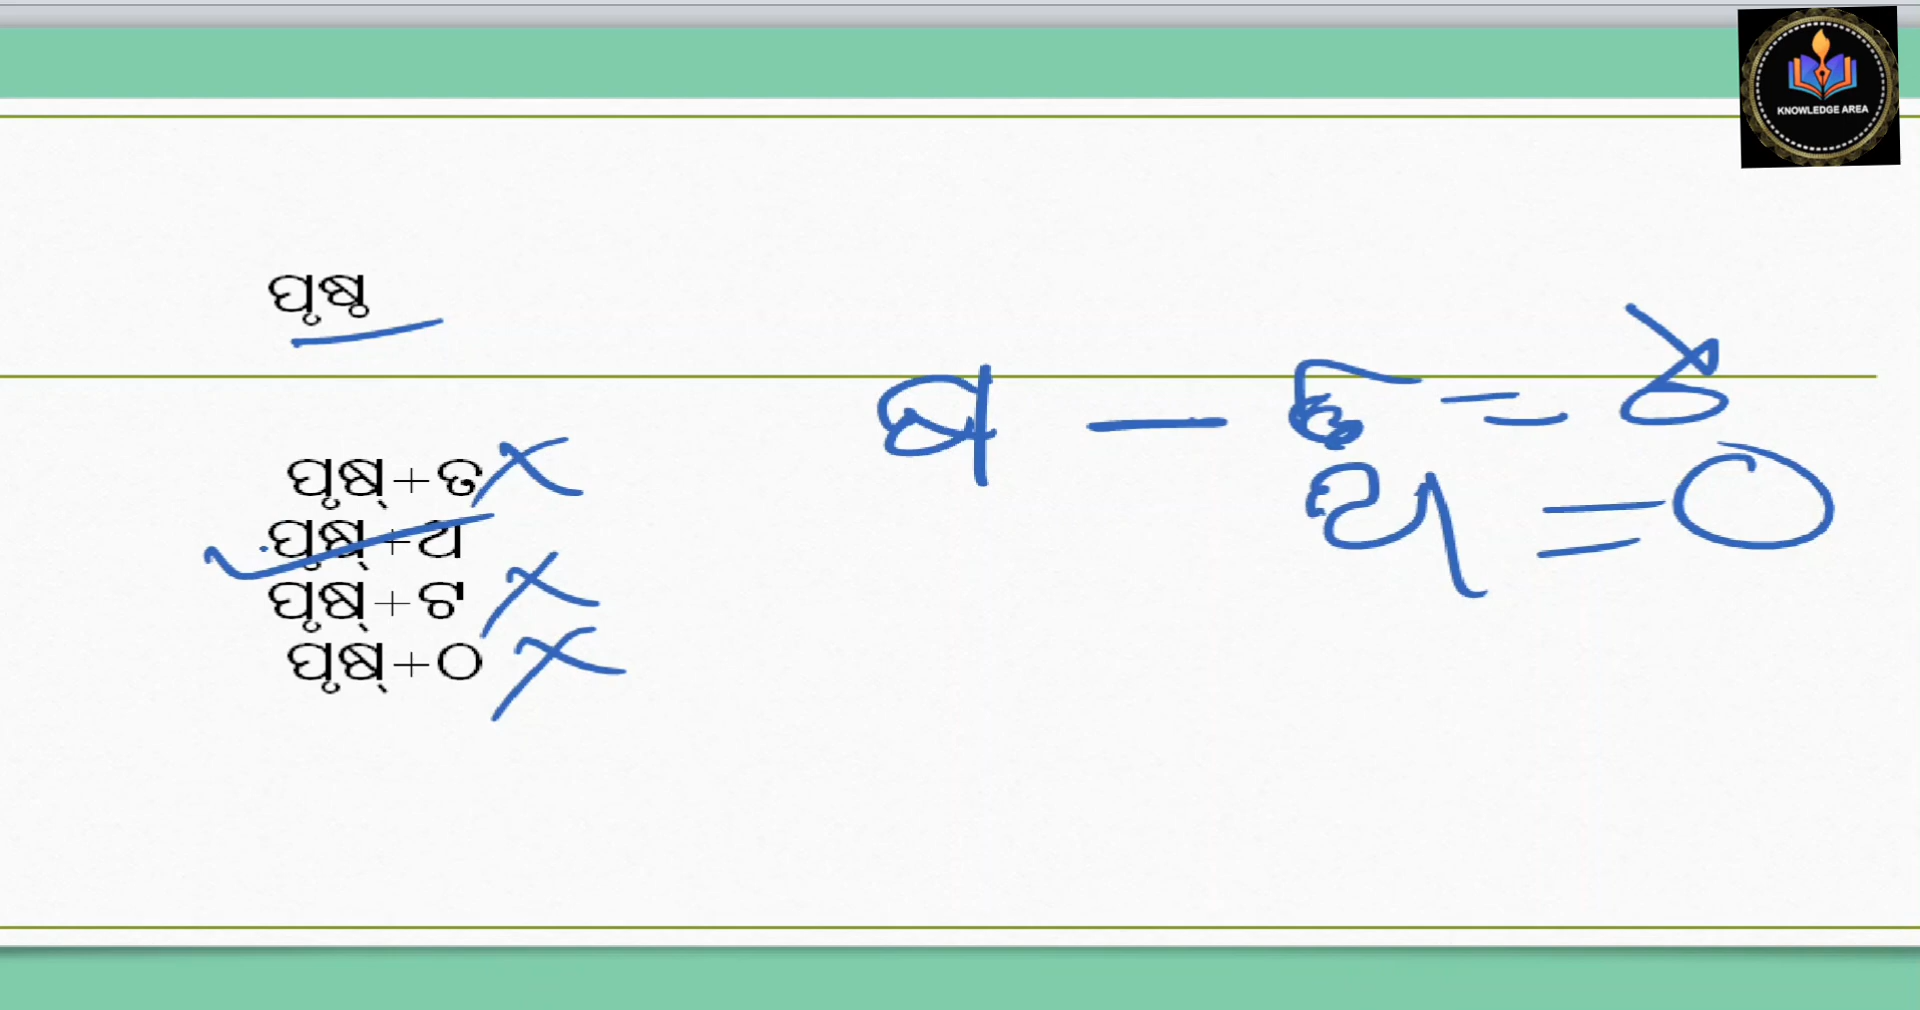 KNOWLEDGE AREA
ପୃଷ୍ଠ
ପୃଷ୍+ତ
ପୃଷ୍+ଥ
ପୃଷ୍+ଟ
ପୃଷ୍+ଠ
ଷ — ତ = ଟ
ଥ = ଠ